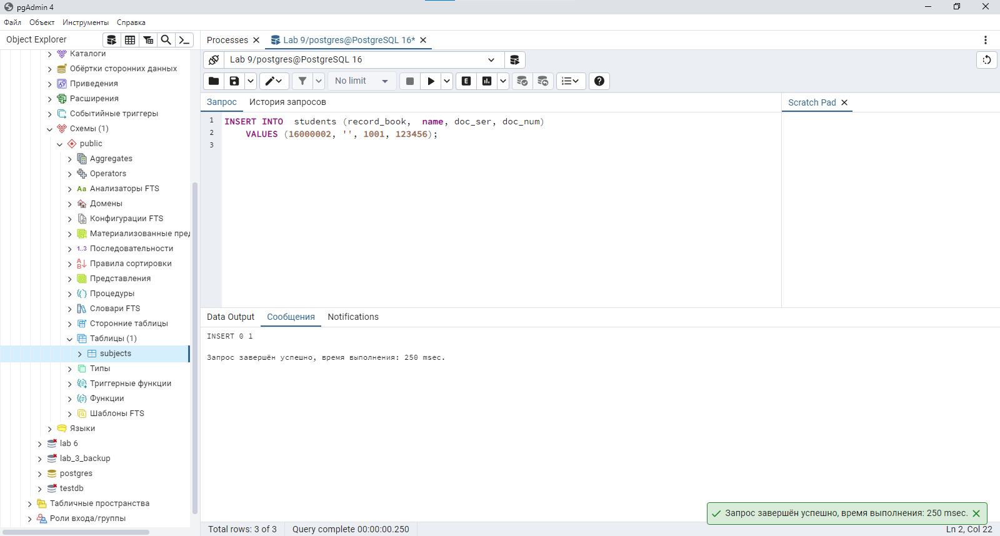 pgAdmin 4
Файл Объект Инструменты Справка
Object Explorer
Processes
Lab 9/postgres@PostgreSQL 16*
Каталоги
Обёртки сторонних данных
Приведения
Расширения
Событийные триггеры
Схемы (1)
public
Aggregates
Operators
Aa Анализаторы FTS
Домены
Конфигурации FTS
Материализованные пред
1..3 Последовательности
Правила сортировки
Представления
Процедуры
Словари FTS
Сторонние таблицы
Таблицы (1)
subjects
Типы
Триггерные функции
Функции
Шаблоны FTS
Языки
lab 6
lab_3_backup
postgres
testdb
Табличные пространства
Роли входа/группы
Lab 9/postgres@PostgreSQL 16
No limit
E
Запрос История запросов
Scratch Pad
1 INSERT INTO students (record_book, name, doc_ser, doc_num)
2 VALUES (16000002, '', 1001, 123456);
3
Data Output Сообщения Notifications
INSERT 0 1
Запрос завершён успешно, время выполнения: 250 msec.
Запрос завершён успешно, время выполнения: 250 msec.
Total rows: 3 of 3 Query complete 00:00:00.250 Ln 2, Col 22